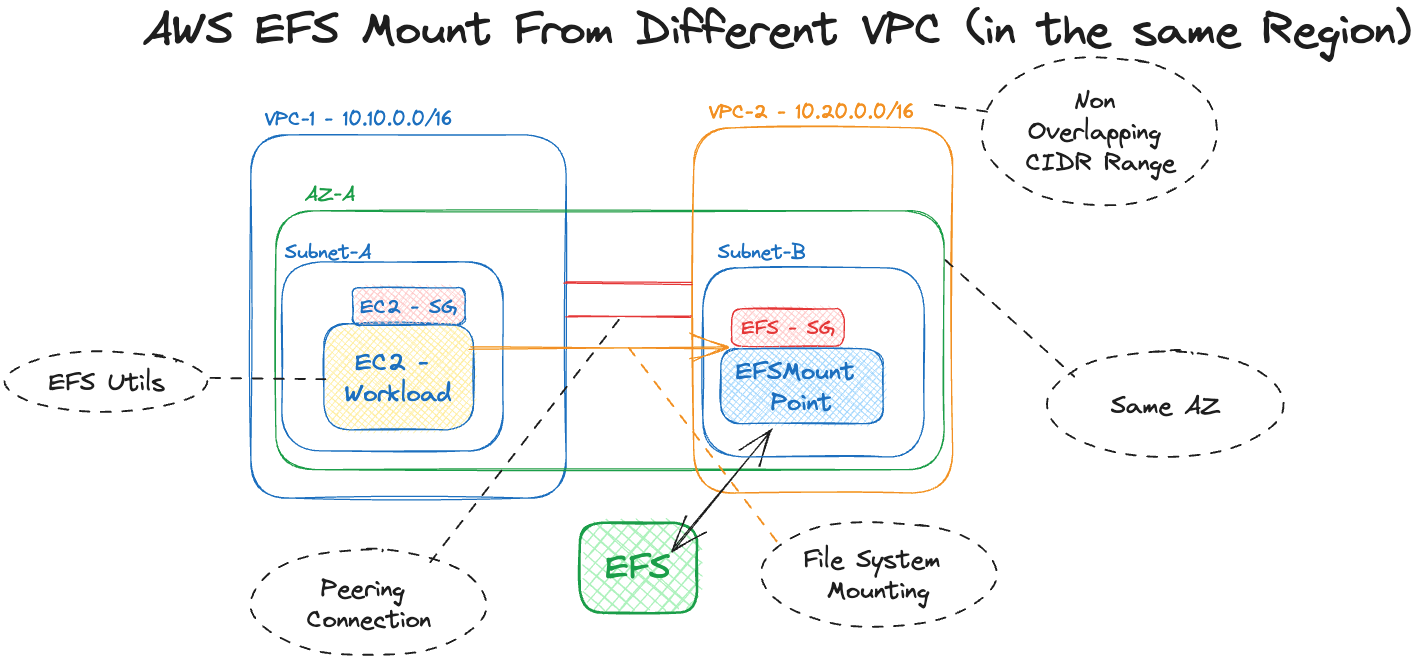 AWS EFS Mount From Different VPC (in the same Region)
VPC-1 - 10.10.0.0/16
VPC-2 - 10.20.0.0/16
Non
Overlapping
CIDR Range
AZ-A
Subnet-A
Subnet-B
EC2 - SG
EFS - SG
EC2 -
Workload
EFSMount
Point
EFS Utils
Same AZ
EFS
File System
Mounting
Peering
Connection